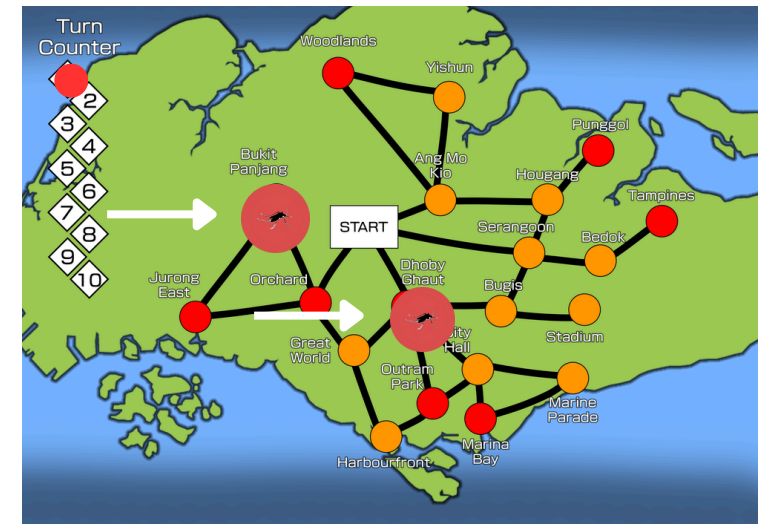 Turn
Counter
2
3
4
5
6
7
8
9
10
Woodlands
Yishun
Punggol
Bukit
Panjang
Ang Mo
Kio
Hougang
Tampines
START
Serangoon
Bedok
Jurong
East
Orchard
Dhoby
Ghaut
Bugis
Great
World
Hall
Stadium
Outram
Park
Marine
Parade
Marina
Bay
Harbourfront